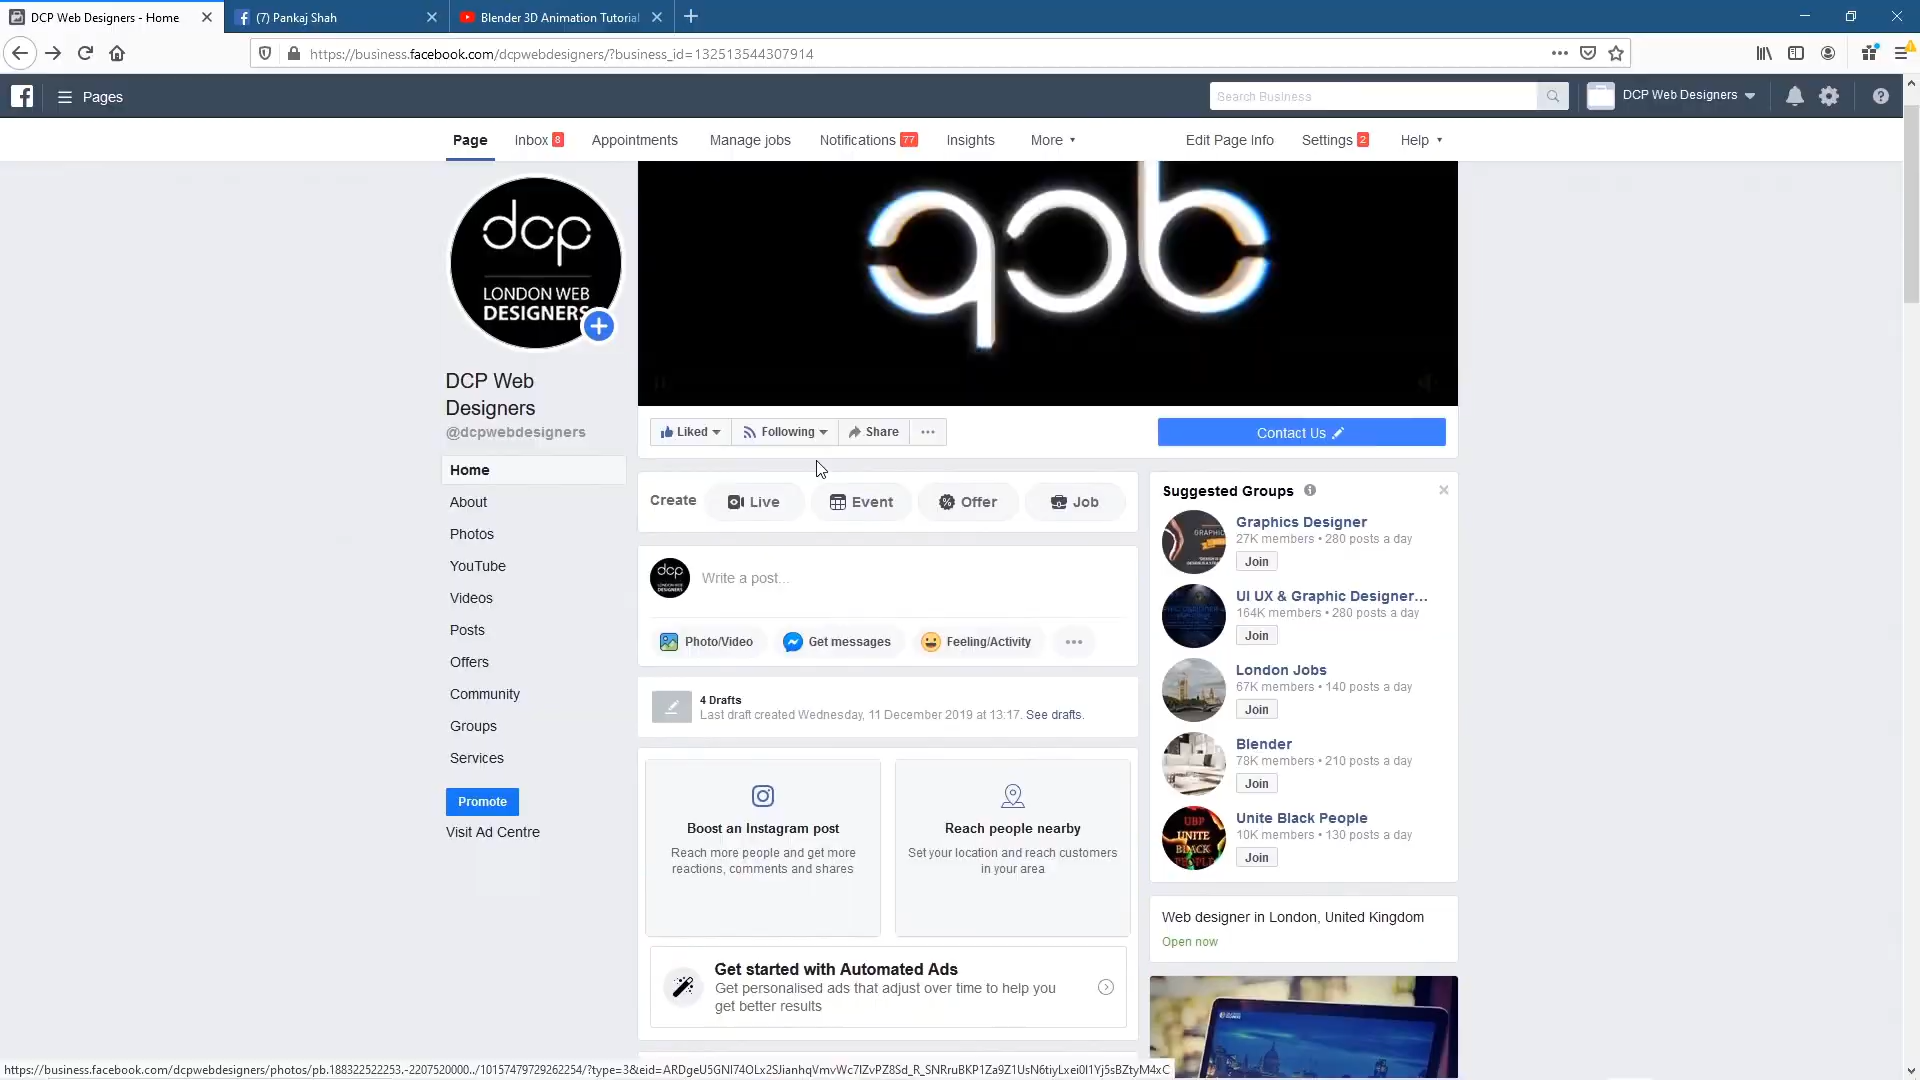 DCP Web Designers - Home
(7) Pankaj Shah
Blender 3D Animation Tutorial
https://business.facebook.com/dcpwebdesigners/?business_id=132513544307914
Pages
Search Business
DCP Web Designers
Page
Inbox 8
Appointments
Manage jobs
Notifications 77
Insights
More
Edit Page Info
Settings 2
Help
dcp
LONDON WEB
DESIGNERS
dcp
DCP Web
Designers
@dcpwebdesigners
Liked
Following
Share
Contact Us
Home
About
Photos
YouTube
Videos
Posts
Offers
Community
Groups
Services
Promote
Visit Ad Centre
Create
Live
Event
Offer
Job
dcp
Write a post...
Photo/Video
Get messages
Feeling/Activity
4 Drafts
Last draft created Wednesday, 11 December 2019 at 13:17. See drafts.
Boost an Instagram post
Reach more people and get more
reactions, comments and shares
Reach people nearby
Set your location and reach customers
in your area
Get started with Automated Ads
Get personalised ads that adjust over time to help you
get better results
Suggested Groups
Graphics Designer
27K members • 280 posts a day
Join
UI UX & Graphic Designer...
164K members • 280 posts a day
Join
London Jobs
67K members • 140 posts a day
Join
Blender
78K members • 210 posts a day
Join
UBP
UNITE
BLACK
PEOPLE
Unite Black People
10K members • 130 posts a day
Join
Web designer in London, United Kingdom
Open now